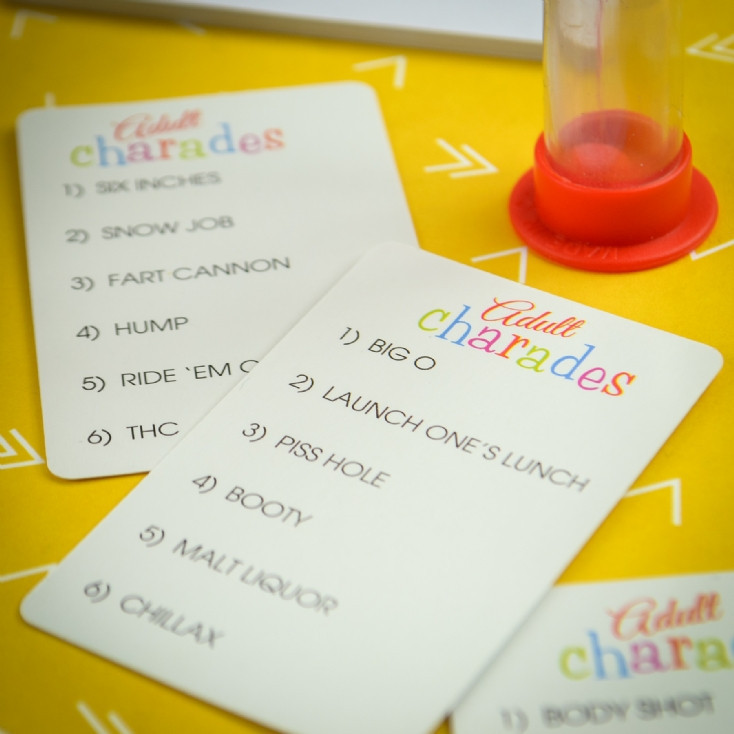 Adult
charades
1) SIX INCHES
2) SNOW JOB
3) FART CANNON
4) HUMP
5) RIDE 'EM
6) THC
Adult
charades
1) BIG O
2) LAUNCH ONE'S LUNCH
3) PISS HOLE
4) BOOTY
5) MALT LIQUOR
6) CHILLAX
Adult
chara
1) BODY SHOT